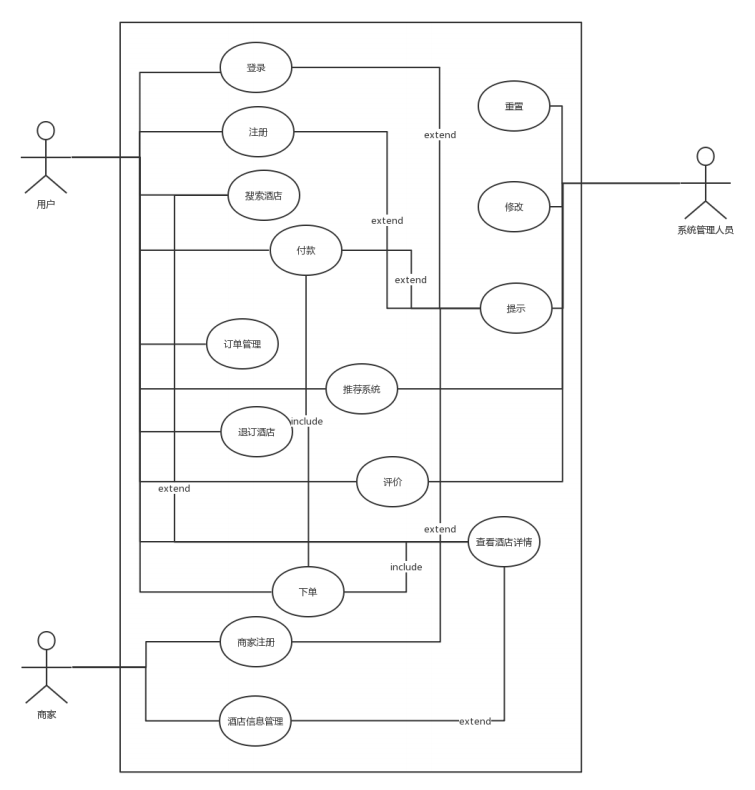 登录
重置
注册
extend
搜索酒店
修改
用户
extend
系统管理人员
付款
extend
提示
订单管理
推荐系统
include
退订酒店
评价
extend
extend
查看酒店详情
include
下单
商家注册
商家
酒店信息管理
extend